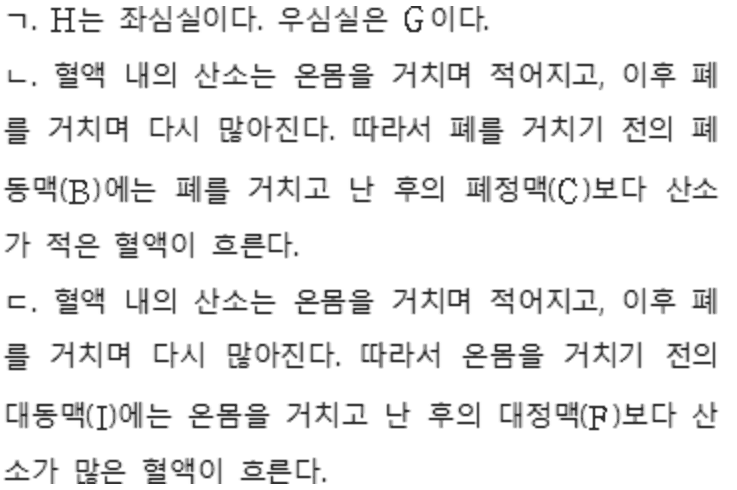 ㄱ. H는 좌심실이다. 우심실은 G이다.
ㄴ. 혈액 내의 산소는 온몸을 거치며 적어지고, 이후 폐
를 거치며 다시 많아진다. 따라서 폐를 거치기 전의 폐
동맥(B)에는 폐를 거치고 난 후의 폐정맥(C)보다 산소
가 적은 혈액이 흐른다.
ㄷ. 혈액 내의 산소는 온몸을 거치며 적어지고, 이후 폐
를 거치며 다시 많아진다. 따라서 온몸을 거치기 전의
대동맥(I)에는 온몸을 거치고 난 후의 대정맥(F)보다 산
소가 많은 혈액이 흐른다.